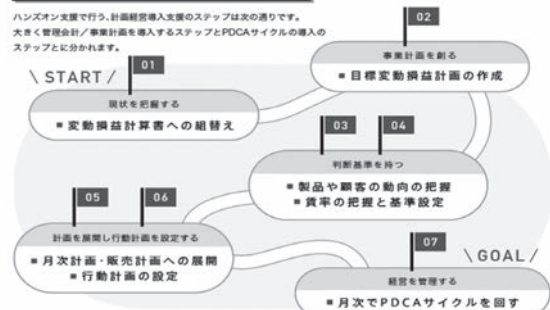 ハンズオン支援で行う、計画経営導入支援のステップは次の通りです。
大きく管理会計／事業計画を導入するステップとPDCAサイクルの導入の
ステップとに分かれます。
\ START /
01
現状を把握する
■ 変動損益計算書への組替え
02
事業計画を創る
■ 目標変動損益計画の作成
03
04
判断基準を持つ
■ 製品や顧客の動向の把握
■ 賃率の把握と基準設定
05
06
計画を展開し行動計画を設定する
■ 月次計画・販売計画への展開
■ 行動計画の設定
07
\ GOAL /
経営を管理する
■ 月次でPDCAサイクルを回す